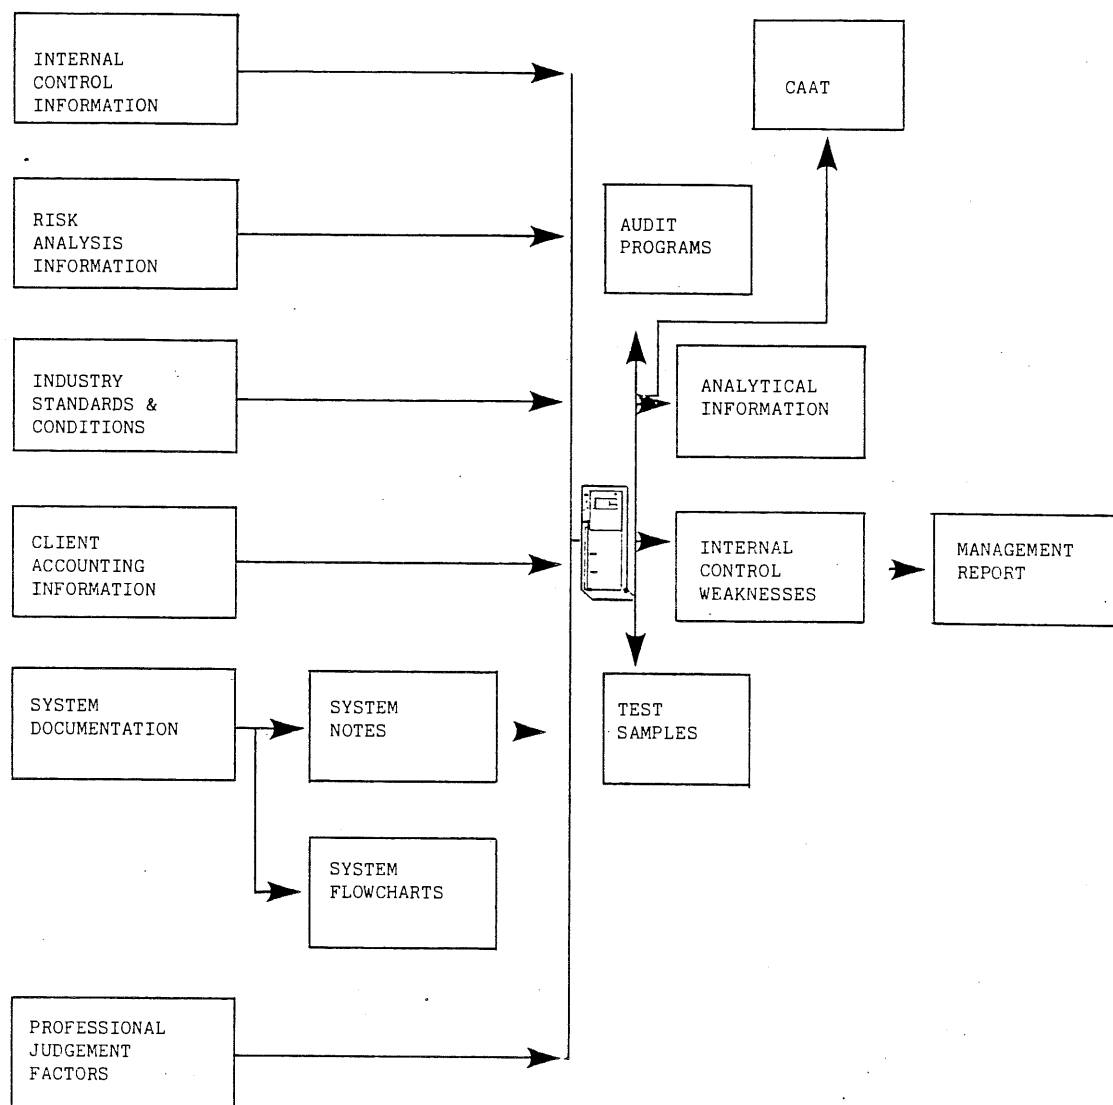 INTERNAL
CONTROL
INFORMATION
CAAT
RISK
ANALYSIS
INFORMATION
AUDIT
PROGRAMS
INDUSTRY
STANDARDS &
CONDITIONS
ANALYTICAL
INFORMATION
CLIENT
ACCOUNTING
INFORMATION
INTERNAL
CONTROL
WEAKNESSES
MANAGEMENT
REPORT
SYSTEM
DOCUMENTATION
SYSTEM
NOTES
TEST
SAMPLES
SYSTEM
FLOWCHARTS
PROFESSIONAL
JUDGEMENT
FACTORS